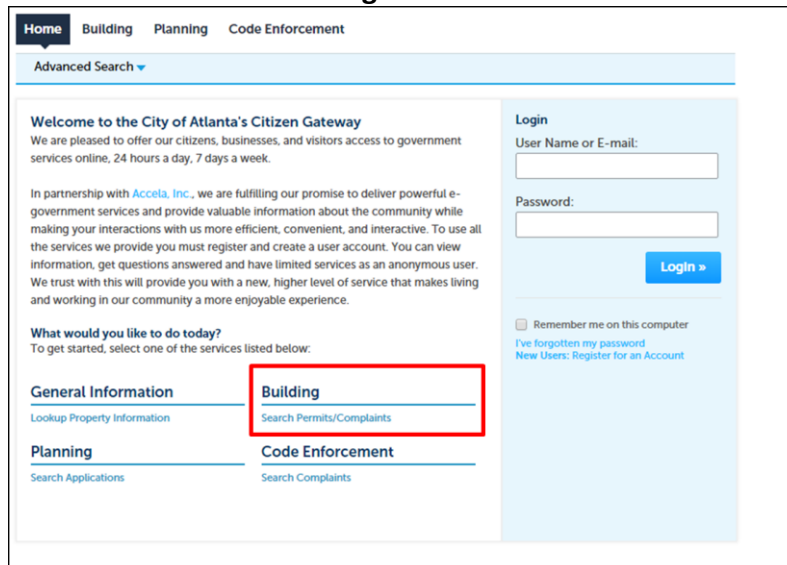 Home Building Planning Code Enforcement
Advanced Search
Welcome to the City of Atlanta's Citizen Gateway
We are pleased to offer our citizens, businesses, and visitors access to government
services online, 24 hours a day, 7 days a week.
In partnership with Accela, Inc., we are fulfilling our promise to deliver powerful e-
government services and provide valuable information about the community while
making your interactions with us more efficient, convenient, and interactive. To use all
the services we provide you must register and create a user account. You can view
information, get questions answered and have limited services as an anonymous user.
We trust with this will provide you with a new, higher level of service that makes living
and working in our community a more enjoyable experience.
What would you like to do today?
To get started, select one of the services listed below:
General Information
Lookup Property Information
Building
Search Permits/Complaints
Planning
Search Applications
Code Enforcement
Search Complaints
Login
User Name or E-mail:
Password:
Login »
Remember me on this computer
I've forgotten my password
New Users: Register for an Account